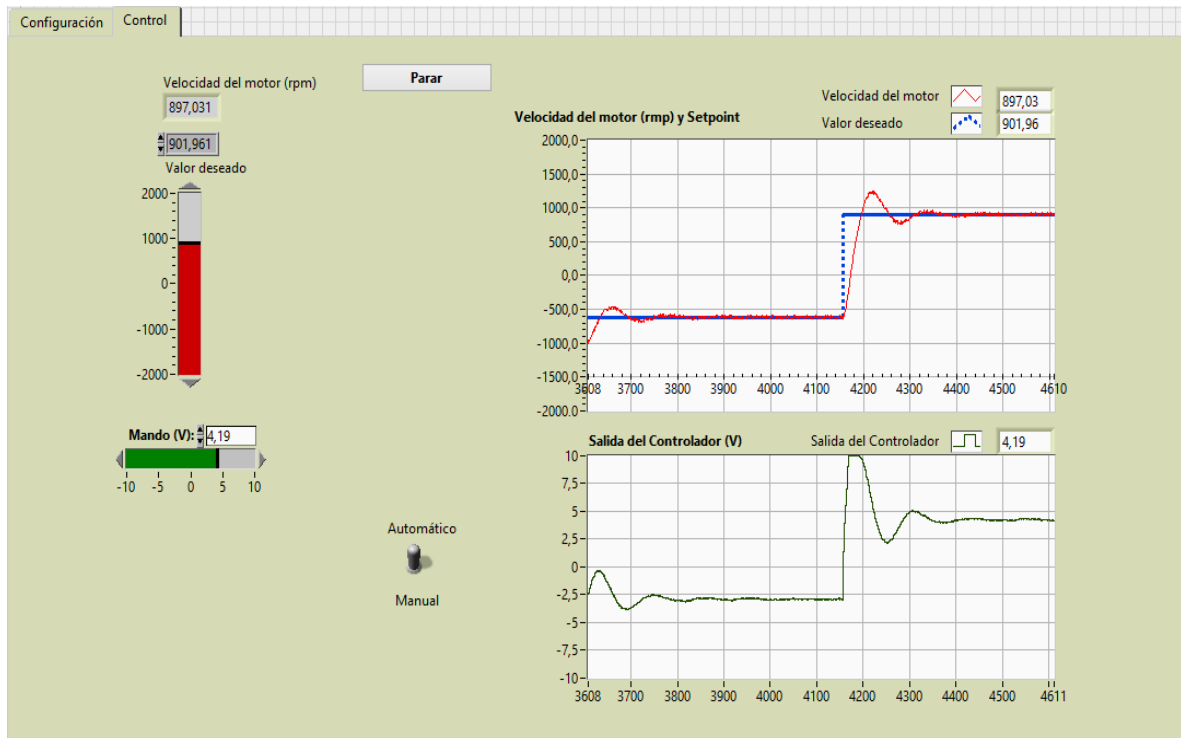 Configuración
Control
Velocidad del motor (rpm)
897,031
901,961
Valor deseado
2000
1000
0
-1000
-2000
Mando (V):
4,19
-10 -5 0 5 10
Parar
Automático
Manual
Velocidad del motor (rmp) y Setpoint
Velocidad del motor
897,03
Valor deseado
901,96
2000,0
1500,0
1000,0
500,0
0,0
-500,0
-1000,0
-1500,0
-2000.0
3608 3700 3800 3900 4000 4100 4200 4300 4400 4500 4610
Salida del Controlador (V)
Salida del Controlador
4,19
10
7,5
5
2,5
0
-2,5
-5
-7,5
-10
3608 3700 3800 3900 4000 4100 4200 4300 4400 4500 4611